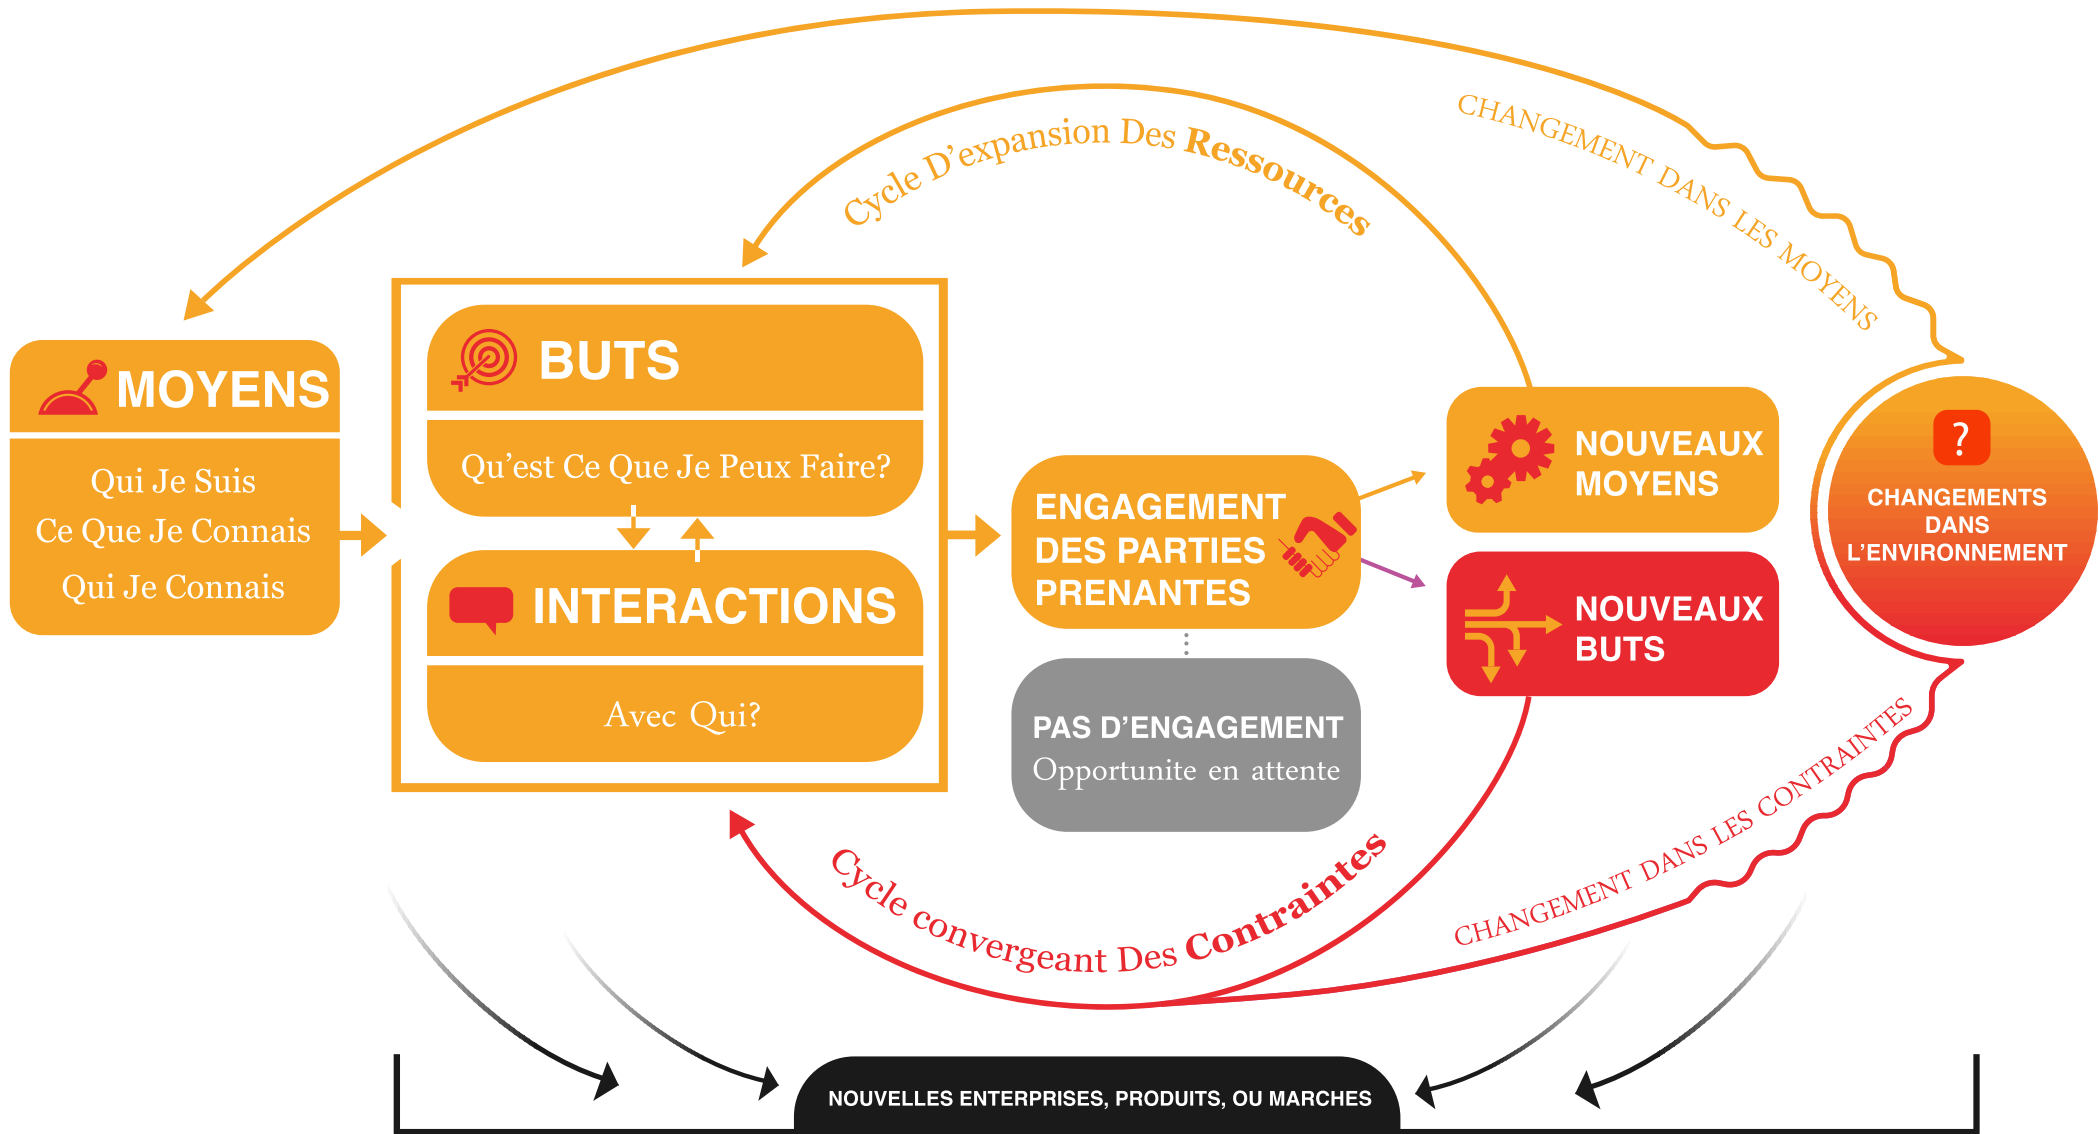 CHANGEMENT DANS LES MOYENS
Cycle D'expansion Des Ressources
MOYENS
Qui Je Suis
Ce Que Je Connais
Qui Je Connais
BUTS
Qu'est Ce Que Je Peux Faire?
INTERACTIONS
Avec Qui?
ENGAGEMENT
DES PARTIES
PRENANTES
PAS D'ENGAGEMENT
Opportunite en attente
NOUVEAUX
MOYENS
NOUVEAUX
BUTS
?
CHANGEMENTS
DANS
L'ENVIRONNEMENT
Cycle convergeant Des Contraintes
CHANGEMENT DANS LES CONTRAINTES
NOUVELLES ENTERPRISES, PRODUITS, OU MARCHES